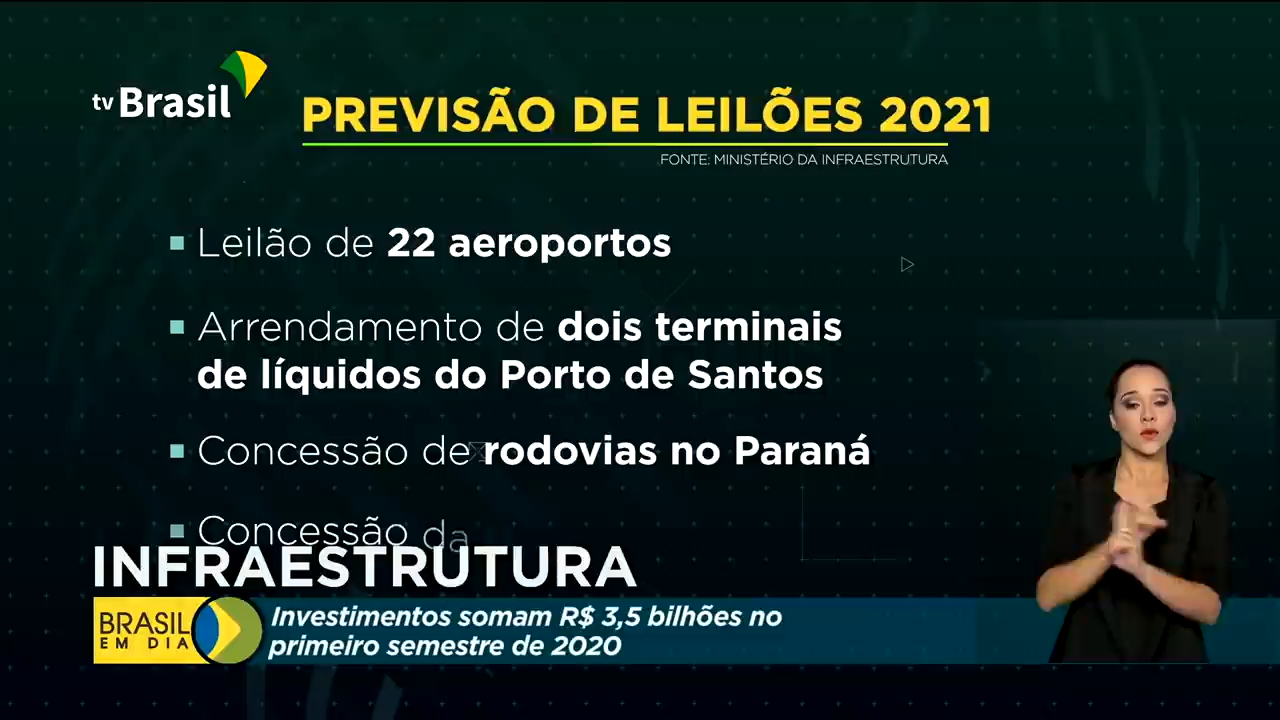 tv Brasil
PREVISÃO DE LEILÕES 2021
FONTE: MINISTÉRIO DA INFRAESTRUTURA
Leilão de 22 aeroportos
Arrendamento de dois terminais
de líquidos do Porto de Santos
Concessão de rodovias no Paraná
Concessão da
INFRAESTRUTURA
BRASIL
EM DIA
Investimentos somam R$ 3,5 bilhões no
primeiro semestre de 2020